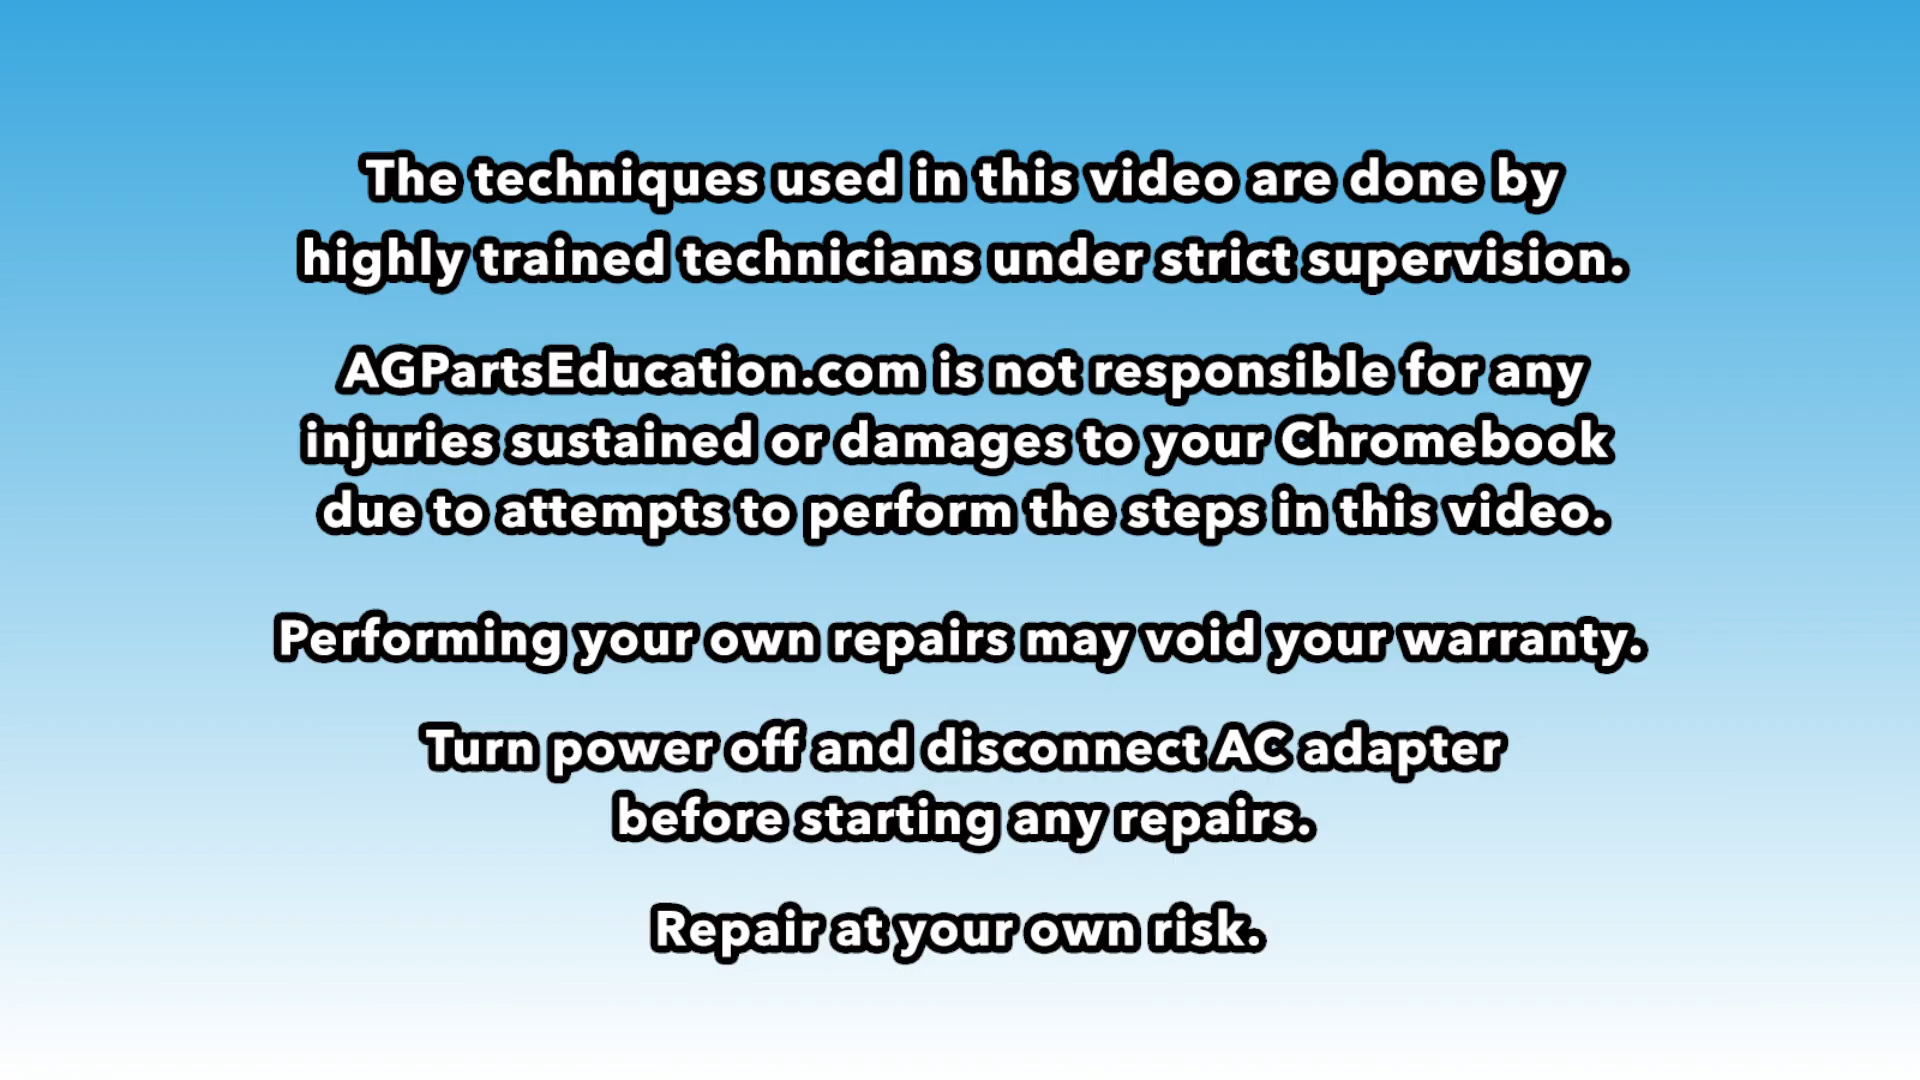 The techniques used in this video are done by
highly trained technicians under strict supervision.
AGPartsEducation.com is not responsible for any
injuries sustained or damages to your Chromebook
due to attempts to perform the steps in this video.
Performing your own repairs may void your warranty.
Turn power off and disconnect AC adapter
before starting any repairs.
Repair at your own risk.